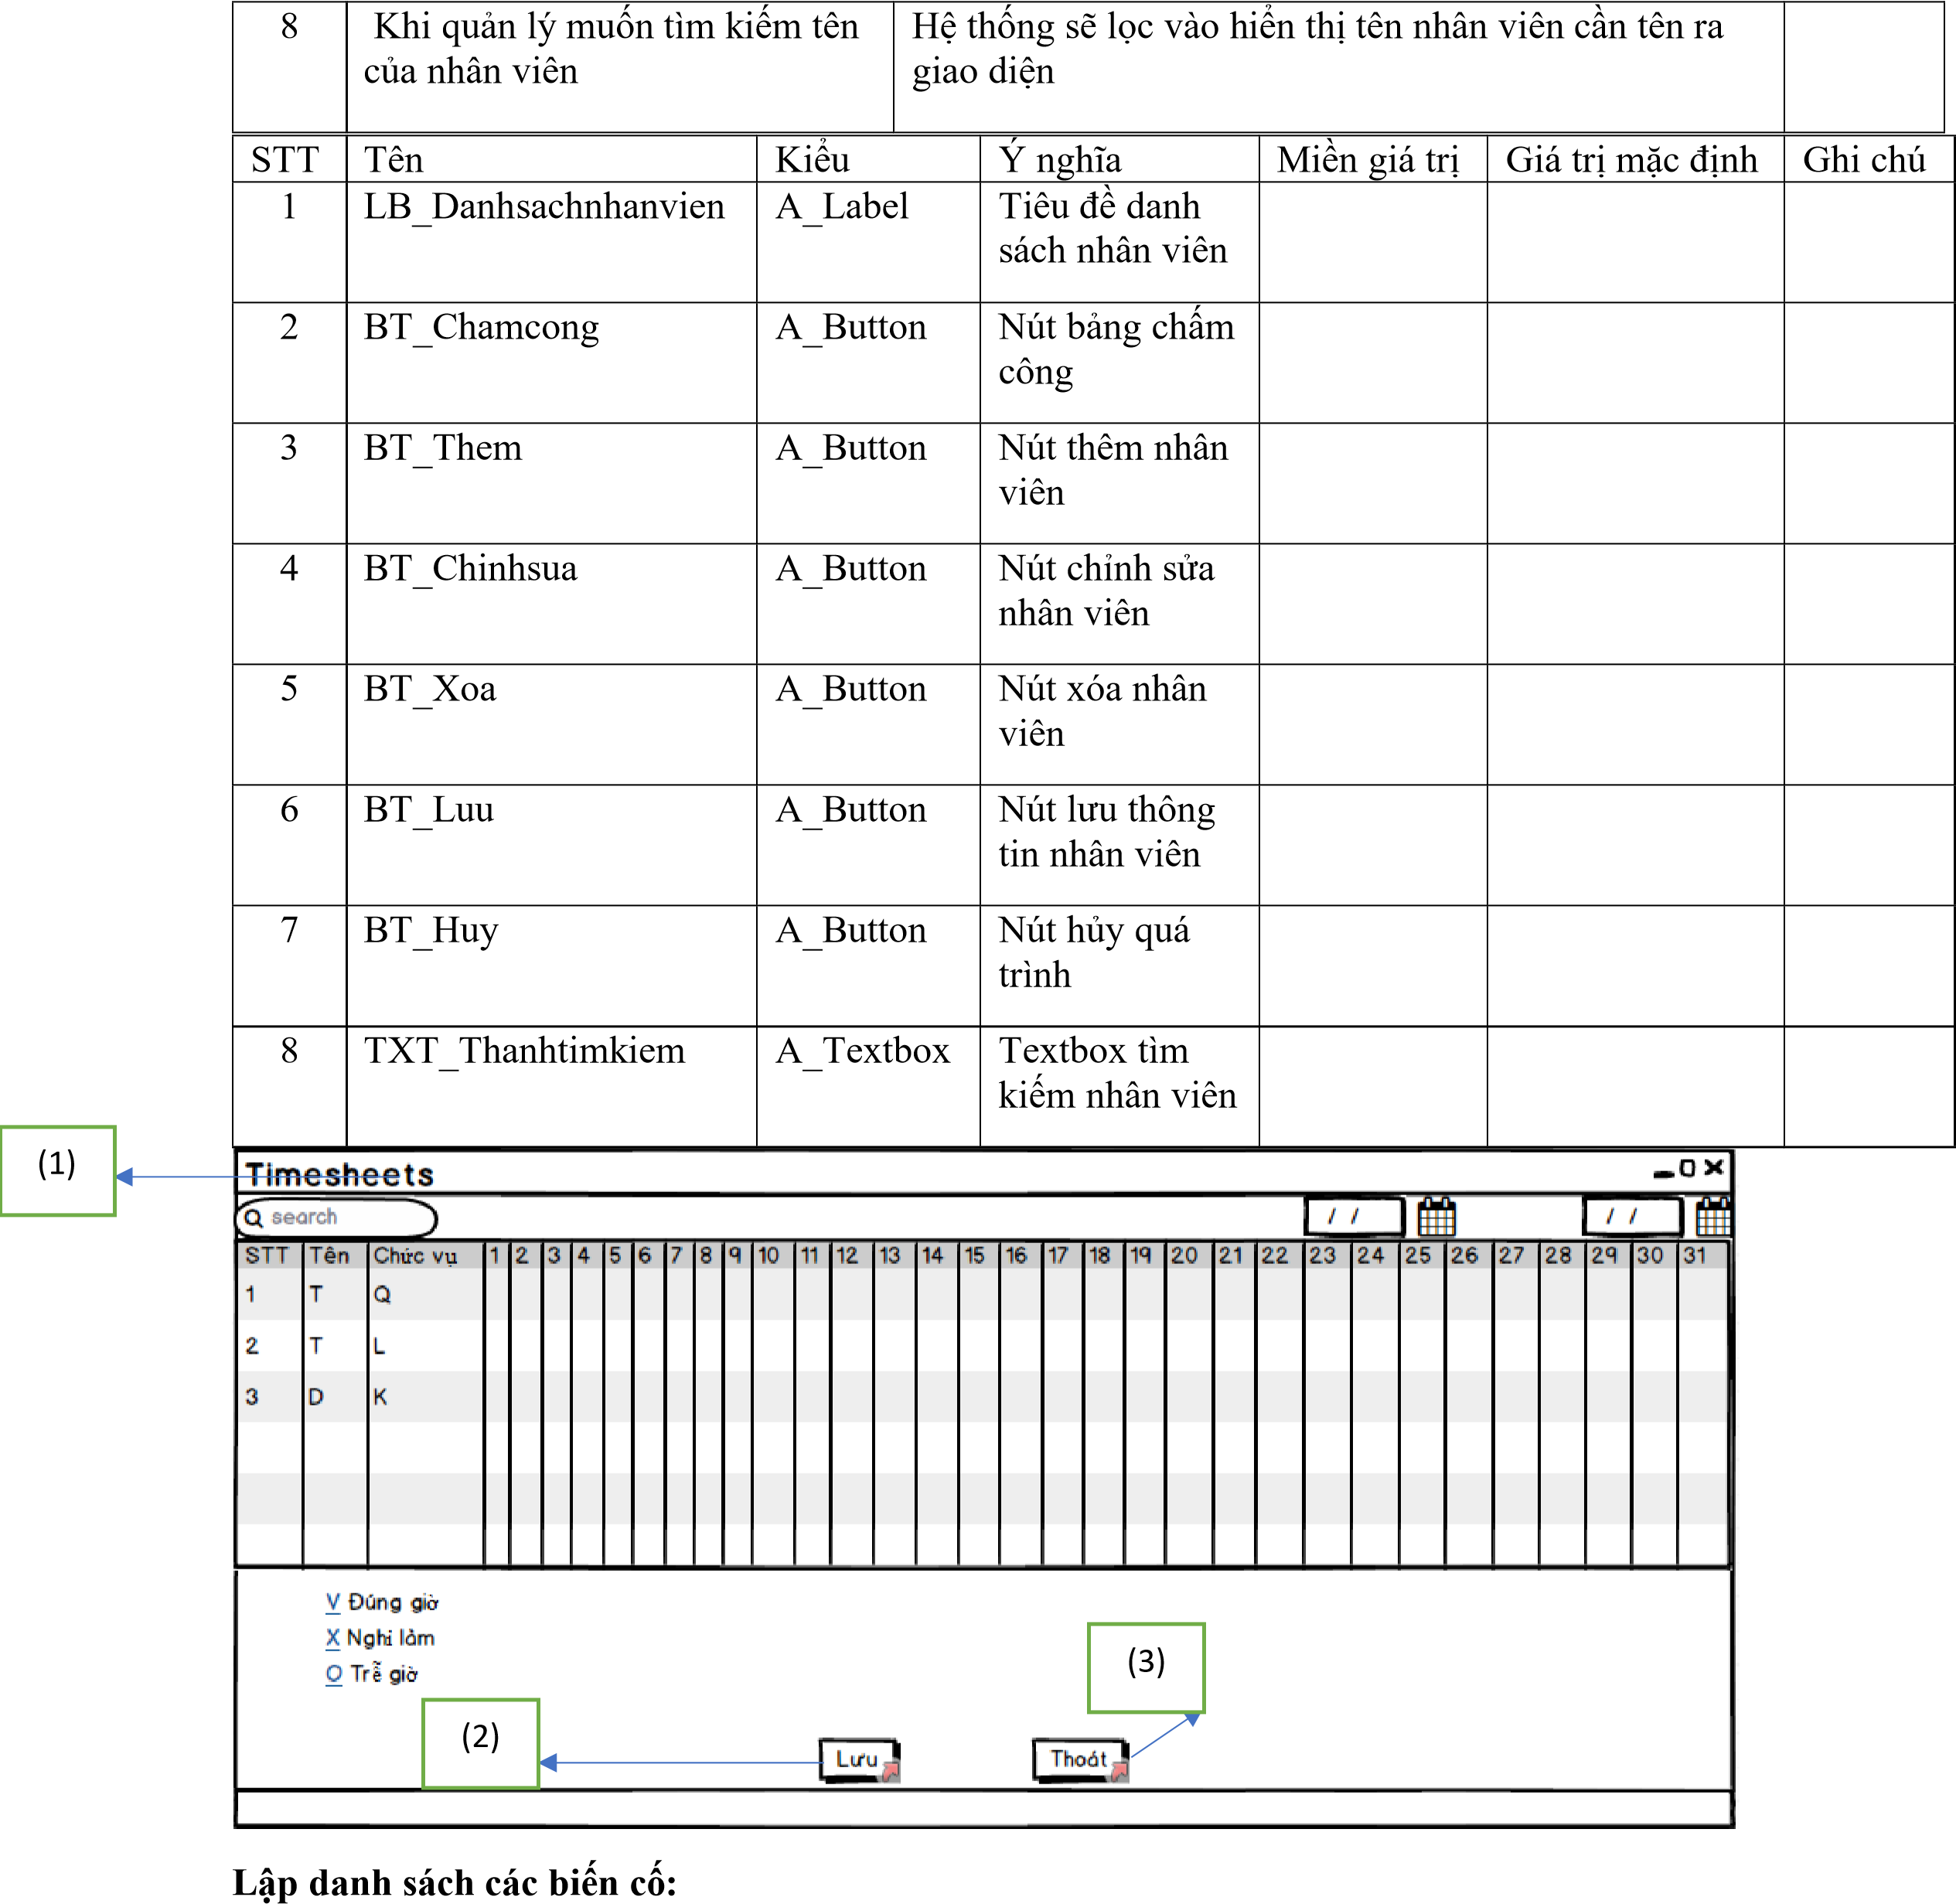 8 Khi quản lý muốn tìm kiếm tên Hệ thống sẽ lọc vào hiển thị tên nhân viên cần tên ra
của nhân viên giao diện
STT Tên Kiểu Ý nghĩa Miền giá trị Giá trị mặc định Ghi chú
1 LB_Danhsachnhanvien A_Label Tiêu đề danh
sách nhân viên
2 BT_Chamcong A_Button Nút bảng chấm
công
3 BT_Them A_Button Nút thêm nhân
viên
4 BT_Chinhsua A_Button Nút chỉnh sửa
nhân viên
5 BT_Xoa A_Button Nút xóa nhân
viên
6 BT_Luu A_Button Nút lưu thông
tin nhân viên
7 BT_Huy A_Button Nút hủy quá
trình
8 TXT_Thanhtimkiem A_Textbox Textbox tìm
kiếm nhân viên
(1) Timesheets
search / / / /
STT Tên Chức vụ 1 2 3 4 5 6 7 8 9 10 11 12 13 14 15 16 17 18 19 20 21 22 23 24 25 26 27 28 29 30 31
1 T Q
2 T L
3 D K
V Đúng giờ
X Nghỉ làm
O Trễ giờ
(3)
(2)
Lưu Thoát
Lập danh sách các biến cố: